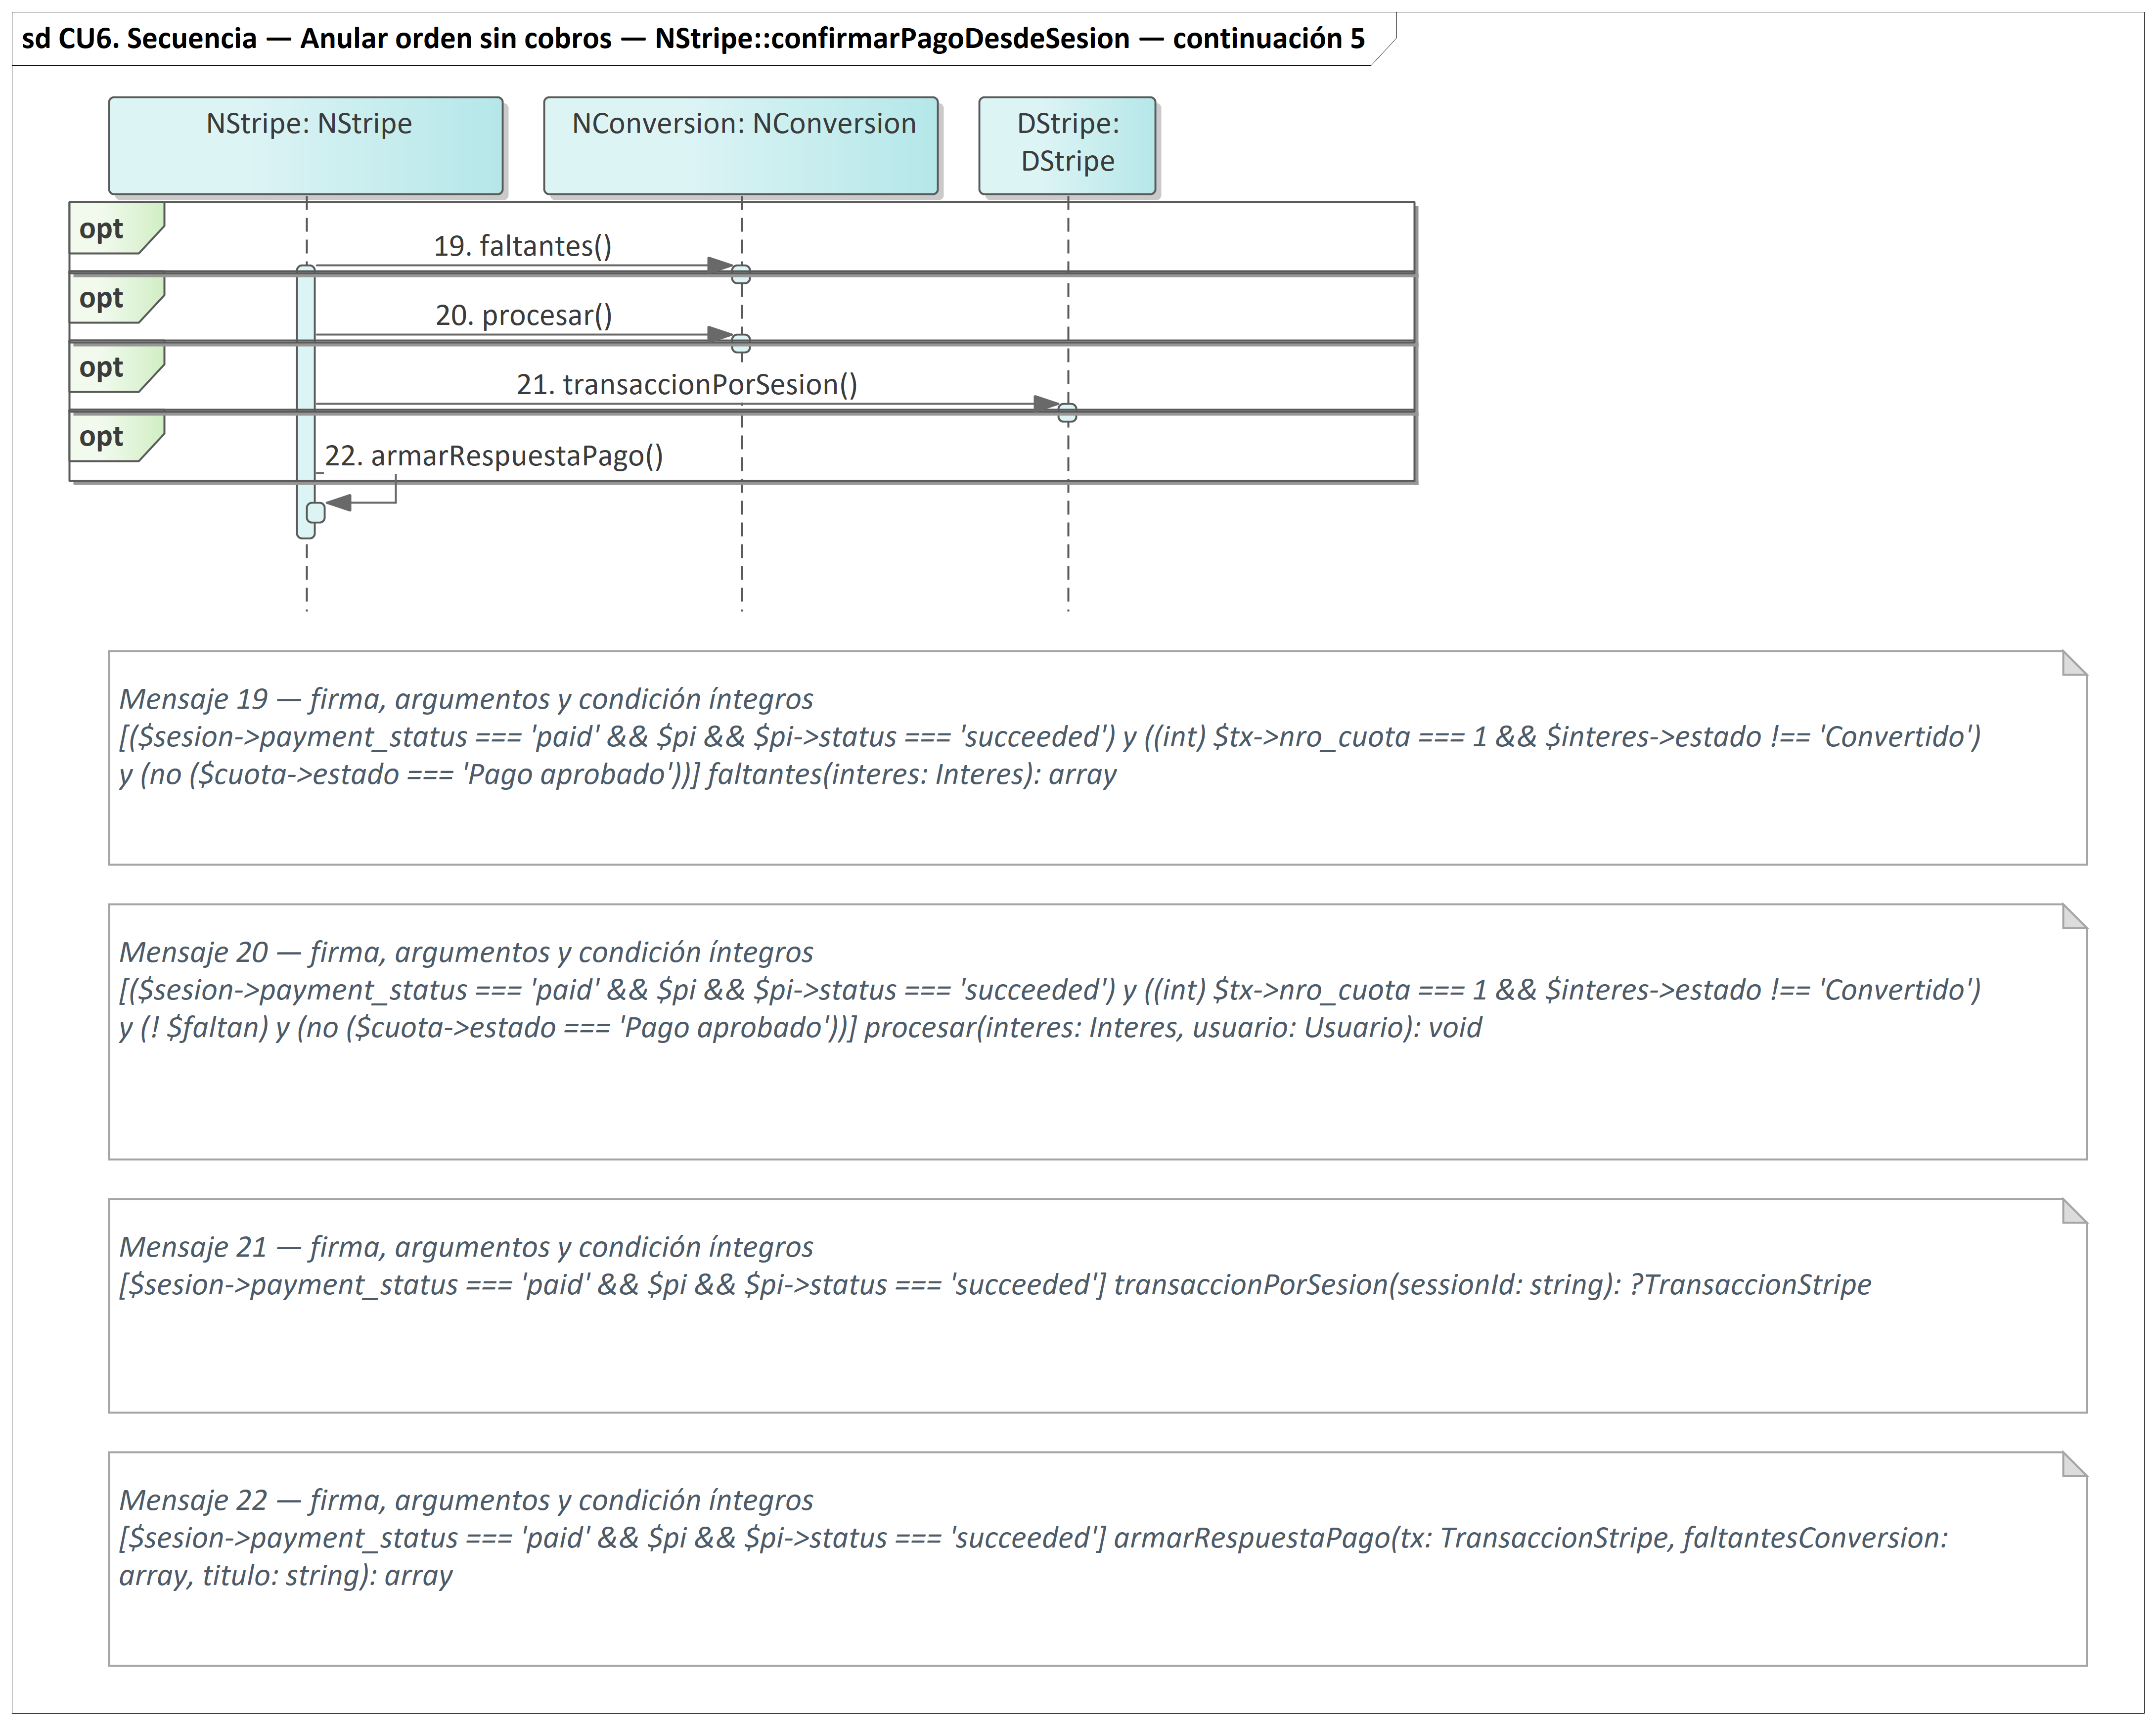 sd CU6. Secuencia — Anular orden sin cobros — NStripe::confirmarPagoDesdeSesion — continuación 5
NStripe: NStripe
NConversion: NConversion
DStripe:
DStripe
opt
19. faltantes()
opt
20. procesar()
opt
21. transaccionPorSesion()
opt
22. armarRespuestaPago()
Mensaje 19 — firma, argumentos y condición íntegros
[($sesion->payment_status === 'paid' && $pi && $pi->status === 'succeeded') y ((int) $tx->nro_cuota === 1 && $interes->estado !== 'Convertido')
y (no ($cuota->estado === 'Pago aprobado'))] faltantes(interes: Interes): array
Mensaje 20 — firma, argumentos y condición íntegros
[($sesion->payment_status === 'paid' && $pi && $pi->status === 'succeeded') y ((int) $tx->nro_cuota === 1 && $interes->estado !== 'Convertido')
y (! $faltan) y (no ($cuota->estado === 'Pago aprobado'))] procesar(interes: Interes, usuario: Usuario): void
Mensaje 21 — firma, argumentos y condición íntegros
[$sesion->payment_status === 'paid' && $pi && $pi->status === 'succeeded'] transaccionPorSesion(sessionId: string): ?TransaccionStripe
Mensaje 22 — firma, argumentos y condición íntegros
[$sesion->payment_status === 'paid' && $pi && $pi->status === 'succeeded'] armarRespuestaPago(tx: TransaccionStripe, faltantesConversion:
array, titulo: string): array